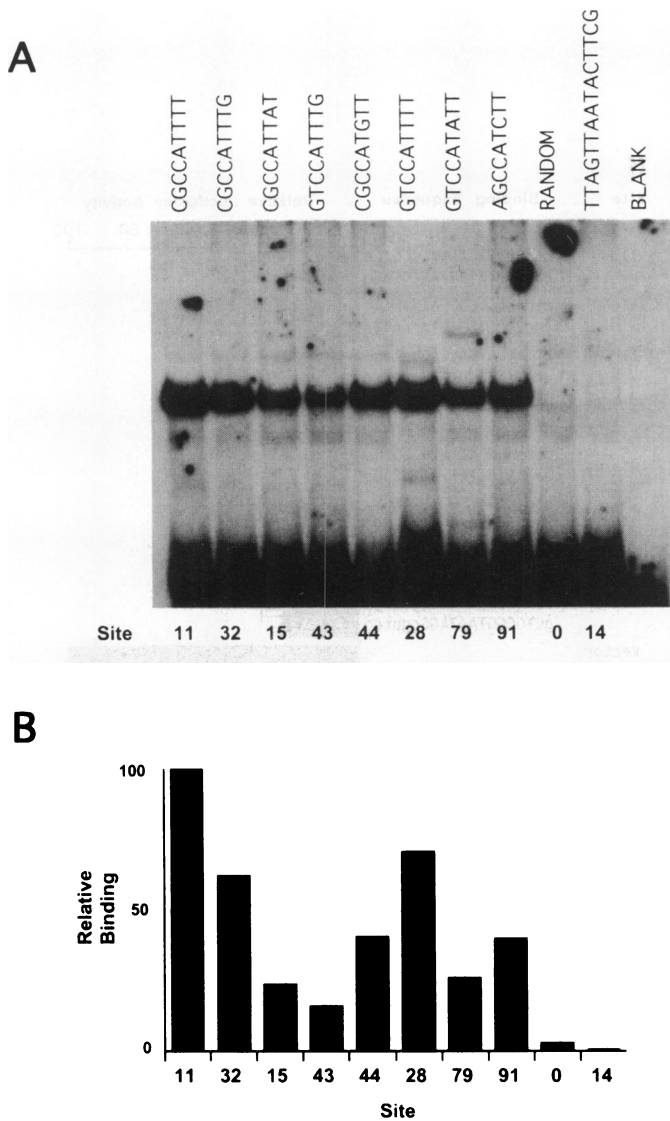 A
CGCCATTTT
CGCCATTTG
CGCCATTAT
GTCCATTTG
CGCCATGTT
GTCCATTTT
GTCCATATT
AGCCATCTT
RANDOM
TTAGTTAATACTTCG
BLANK
Site 11 32 15 43 44 28 79 91 0 14
B
Relative
Binding
100
50
0
11 32 15 43 44 28 79 91 0 14
Site